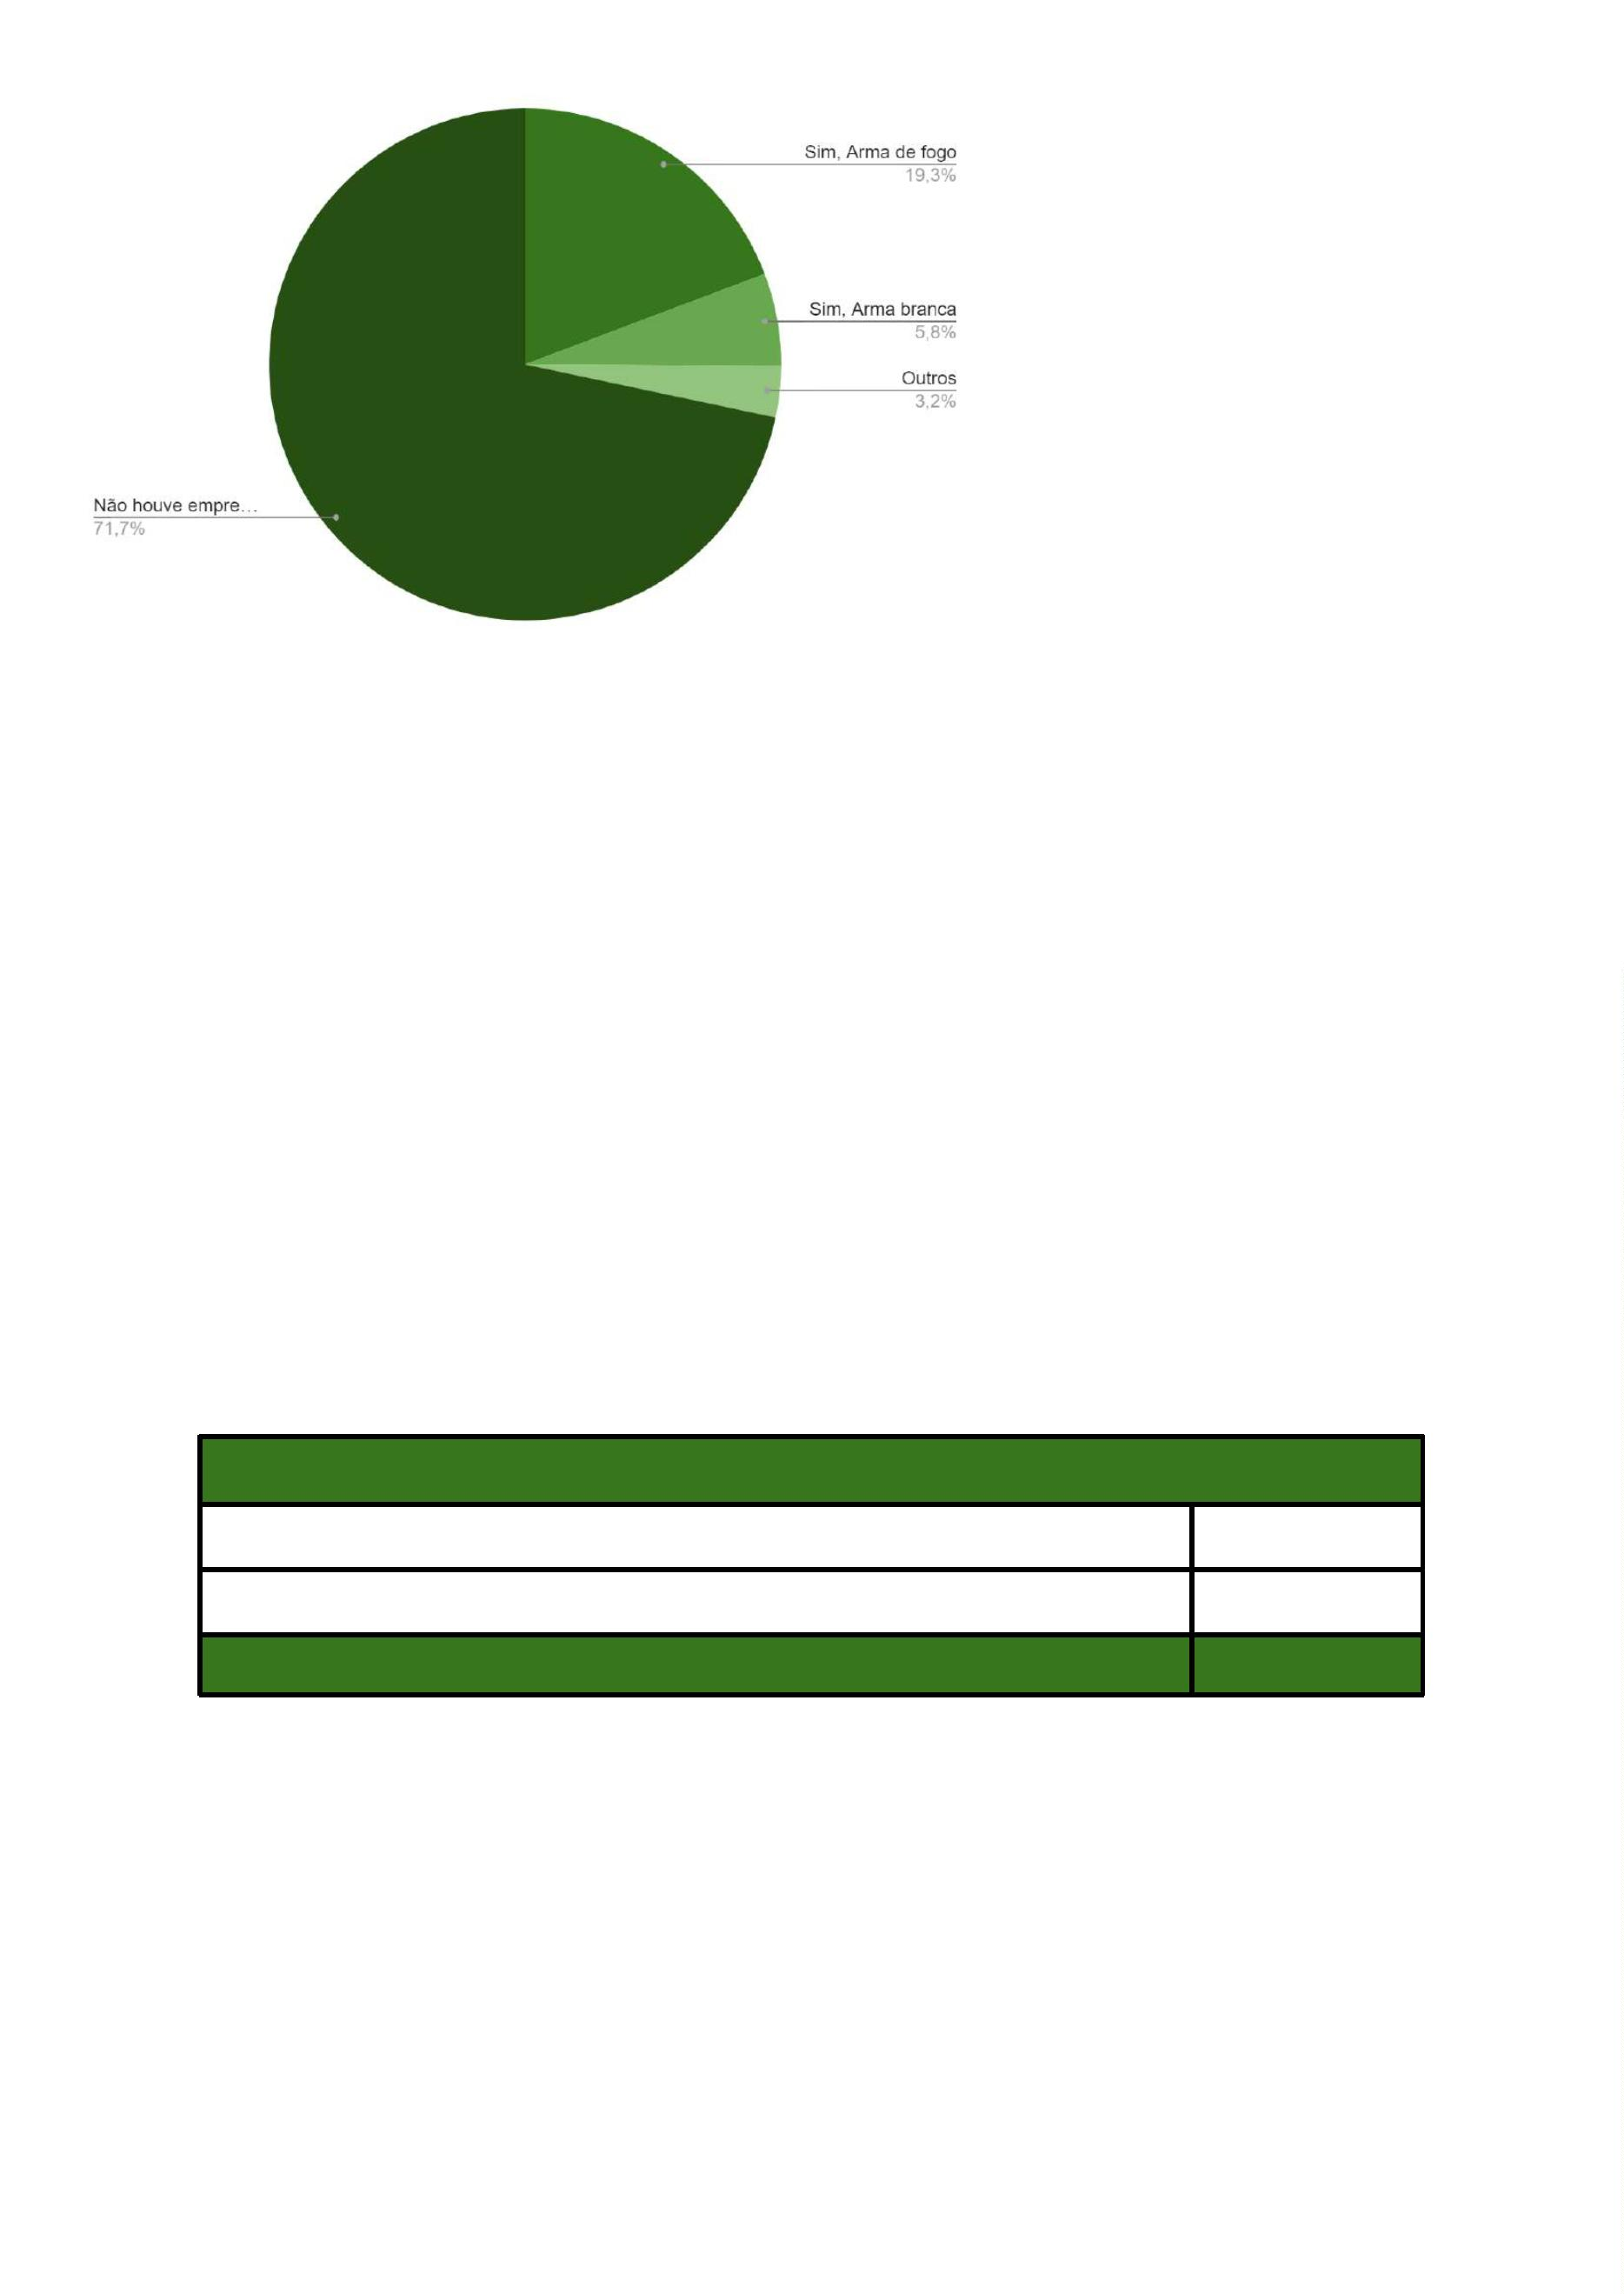 Sim, Arma de fogo
19,3%
Sim, Arma branca
5,8%
Outros
3,2%
Não houve empre...
71,7%